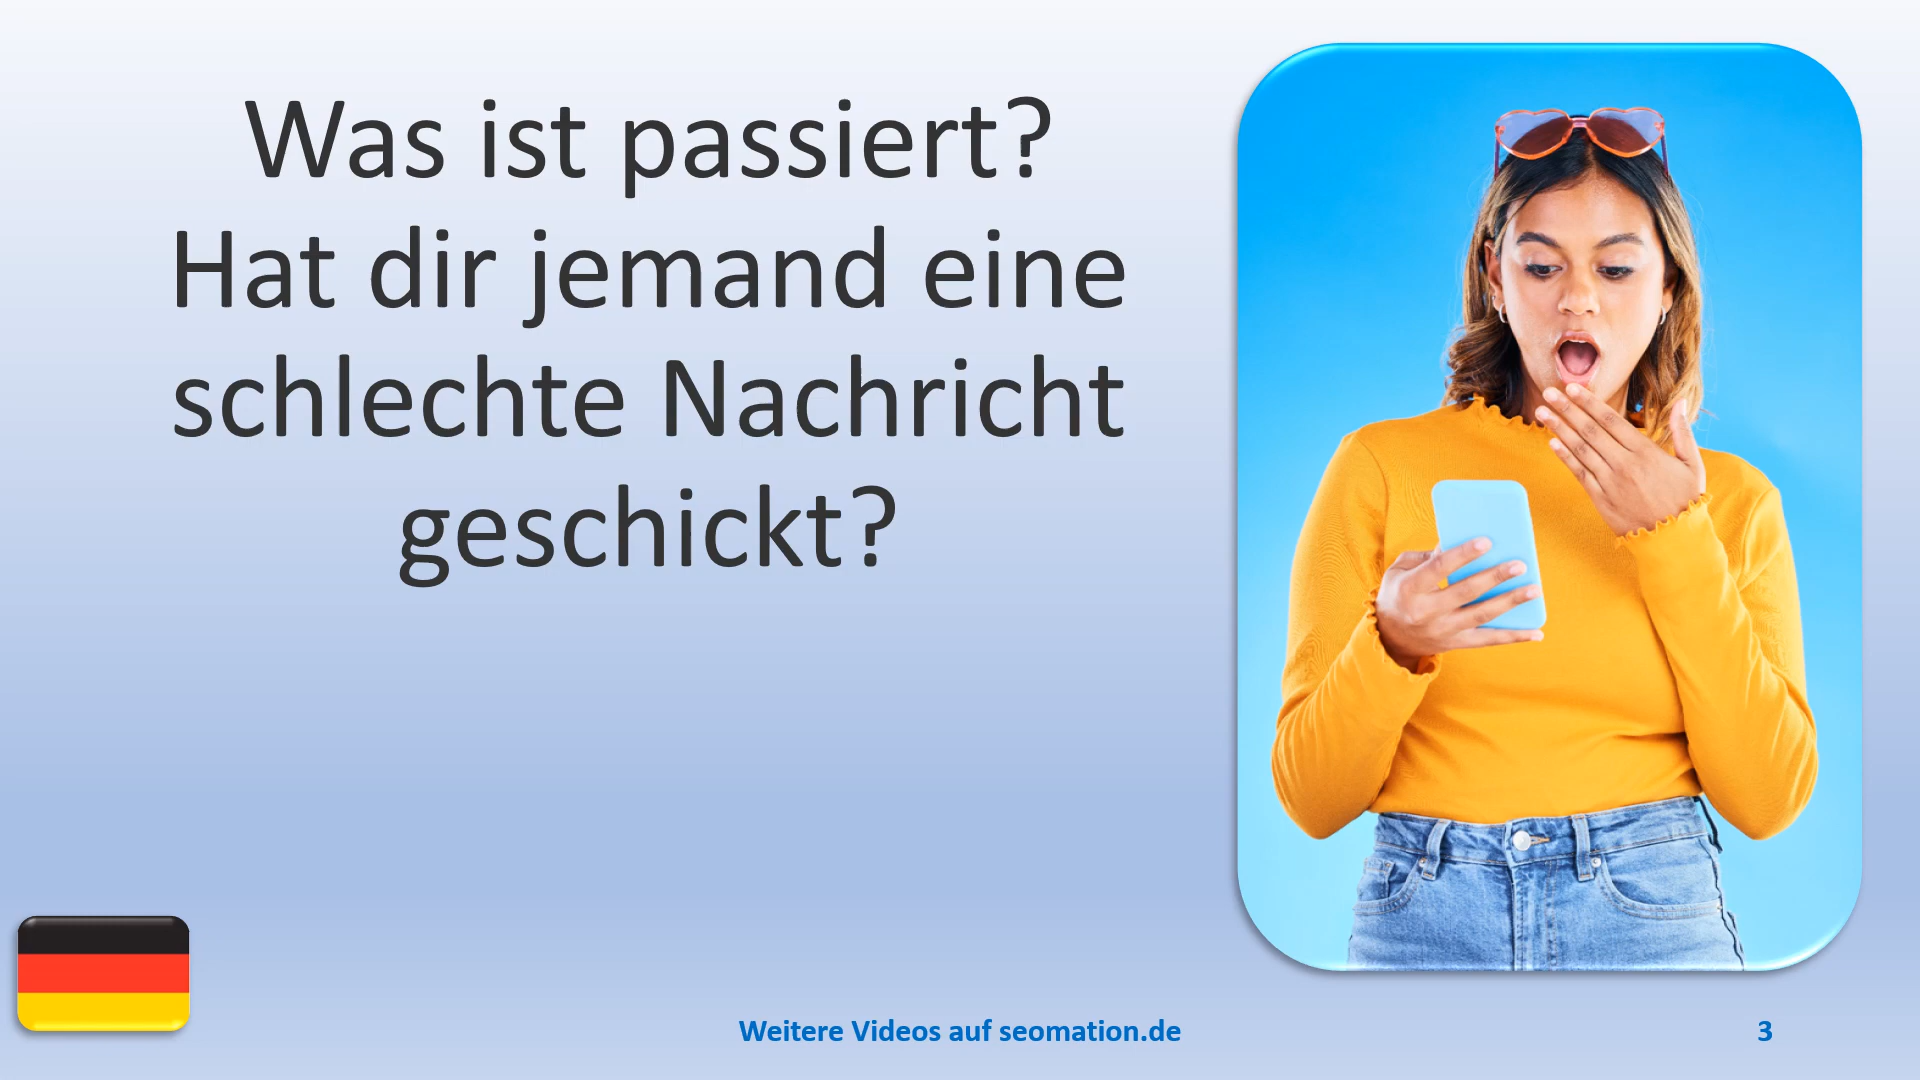 Was ist passiert?
Hat dir jemand eine
schlechte Nachricht
geschickt?
Weitere Videos auf seomation.de
3